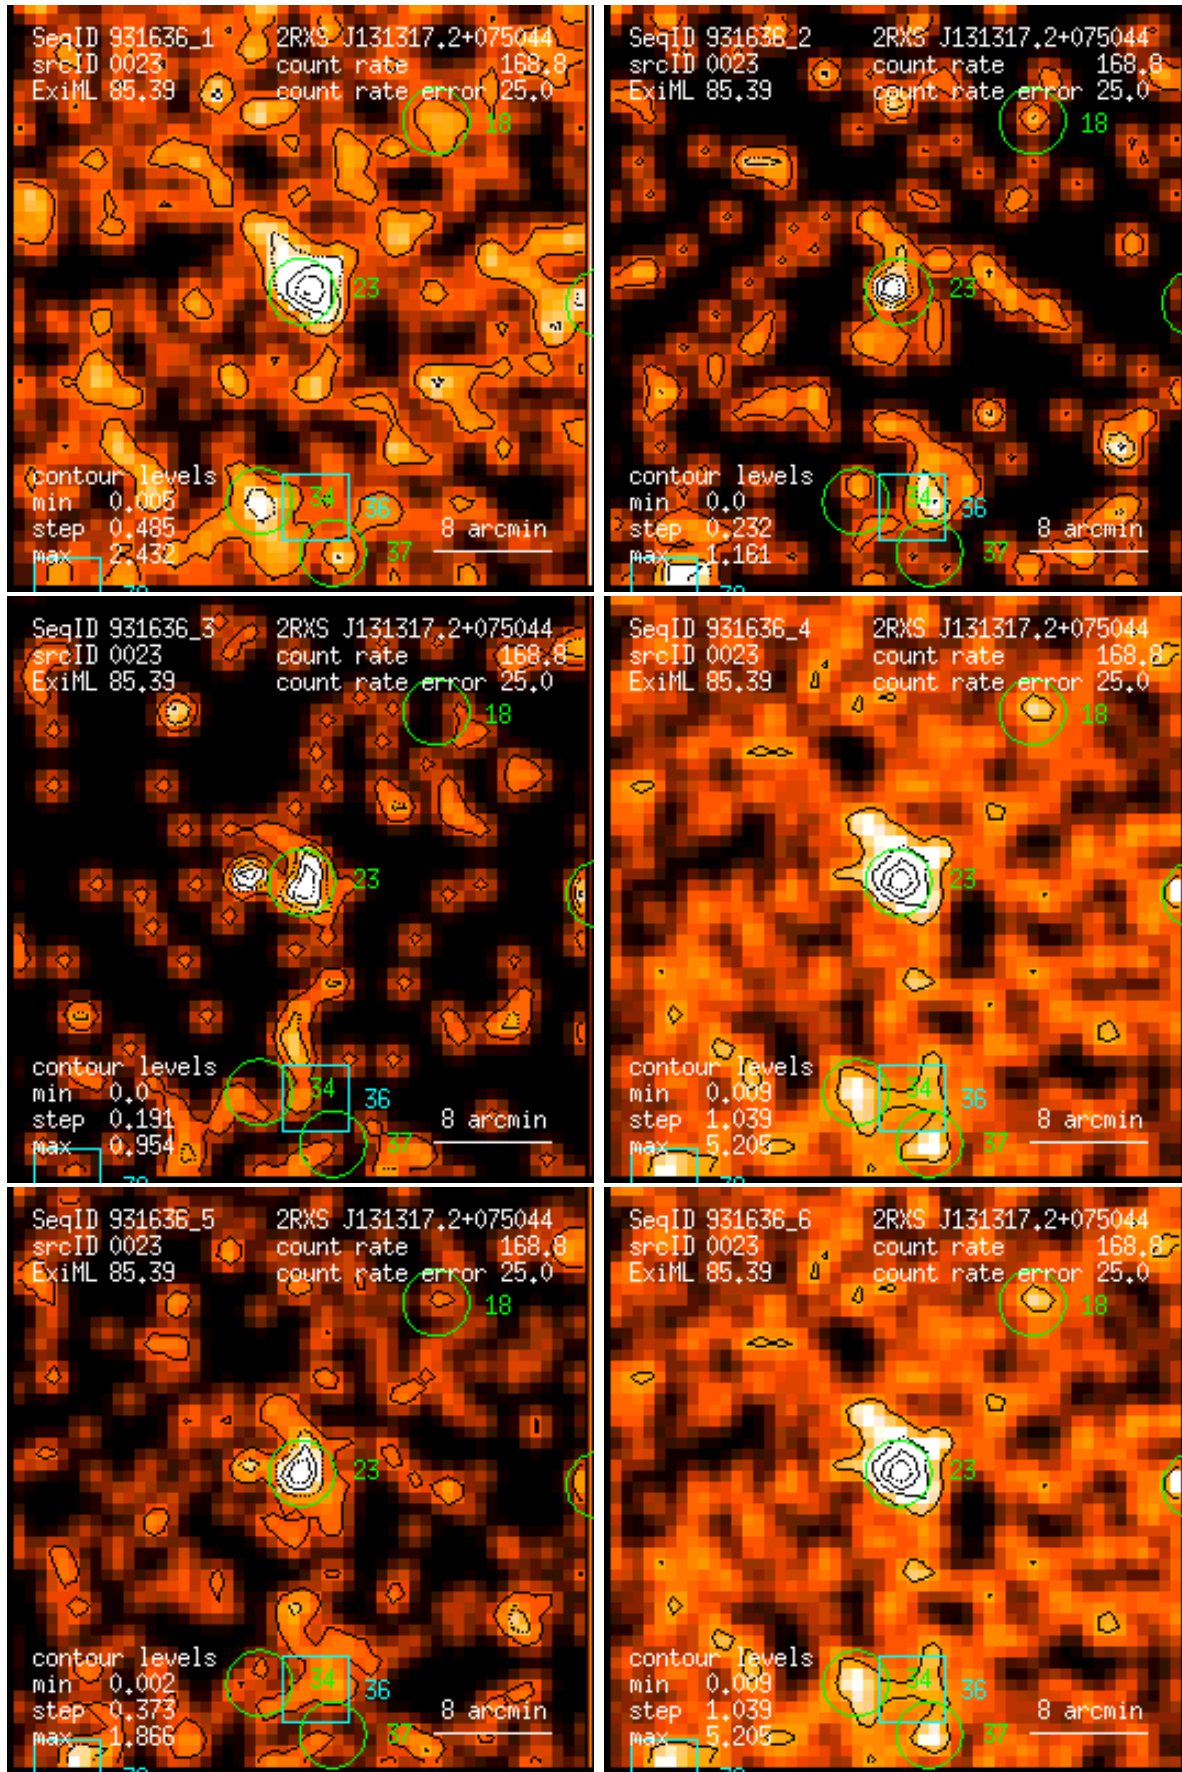 SeqID 931636_1 2RXS J131317.2+075044
srcID 0023 count rate 168.8
ExiML 85.39 count rate error 25.0
18
23
contour levels
34 36
min 0.005
step 0.485 8 arcmin
max 2.432 37
SeqID 931636_2 2RXS J131317.2+075044
srcID 0023 count rate 168.8
ExiML 85.39 count rate error 25.0
18
23
contour levels
34 36
min 0.0
step 0.232 8 arcmin
max 1.161 37
SeqID 931636_3 2RXS J131317.2+075044
srcID 0023 count rate 168.8
ExiML 85.39 count rate error 25.0
18
23
contour levels
34 36
min 0.0
step 0.191 8 arcmin
max 0.954 37
SeqID 931636_4 2RXS J131317.2+075044
srcID 0023 count rate 168.8
ExiML 85.39 count rate error 25.0
18
23
contour levels
34 36
min 0.009
step 1.039 8 arcmin
max 5.205 37
SeqID 931636_5 2RXS J131317.2+075044
srcID 0023 count rate 168.8
ExiML 85.39 count rate error 25.0
18
23
contour levels
34 36
min 0.002
step 0.373 8 arcmin
max 1.866 37
SeqID 931636_6 2RXS J131317.2+075044
srcID 0023 count rate 168.8
ExiML 85.39 count rate error 25.0
18
23
contour levels
34 36
min 0.009
step 1.039 8 arcmin
max 5.205 37